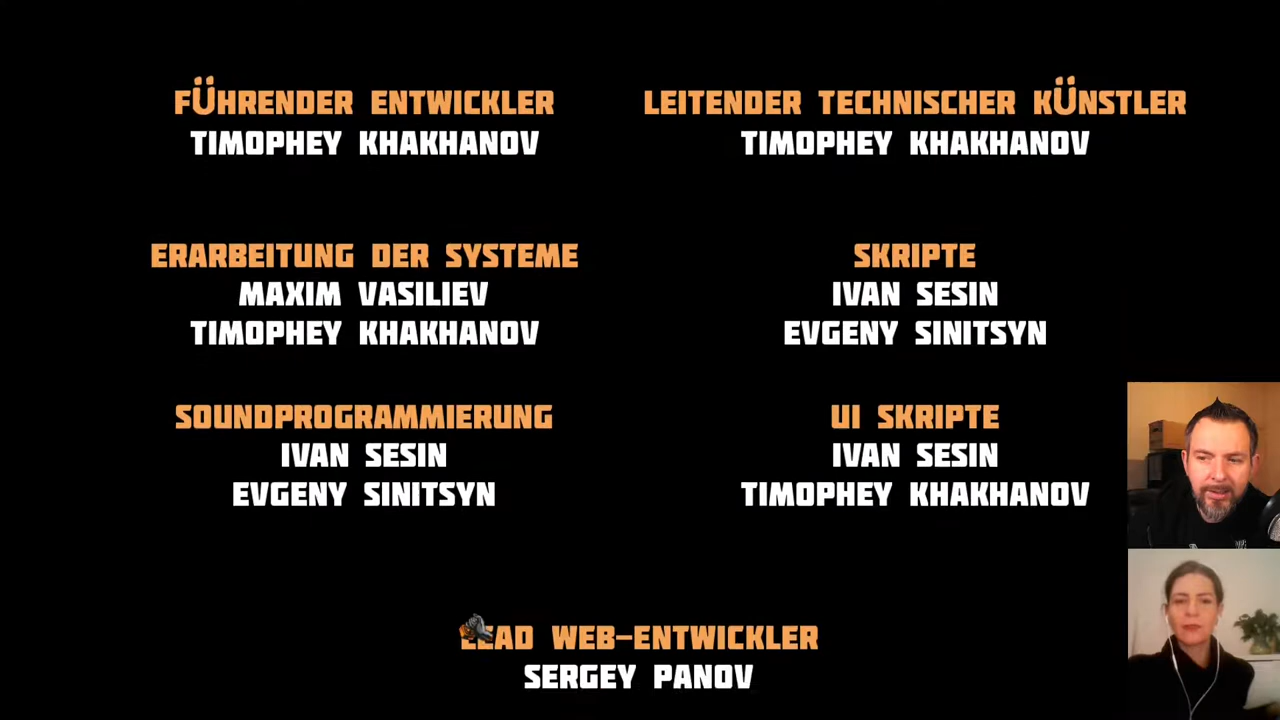 FÜHRENDER ENTWICKLER
TIMOPHEY KHAKHANOV
LEITENDER TECHNISCHER KÜNSTLER
TIMOPHEY KHAKHANOV
ERARBEITUNG DER SYSTEME
MAXIM VASILIEV
TIMOPHEY KHAKHANOV
SKRIPTE
IVAN SESIN
EVGENY SINITSYN
SOUNDPROGRAMMIERUNG
IVAN SESIN
EVGENY SINITSYN
UI SKRIPTE
IVAN SESIN
TIMOPHEY KHAKHANOV
LEAD WEB-ENTWICKLER
SERGEY PANOV